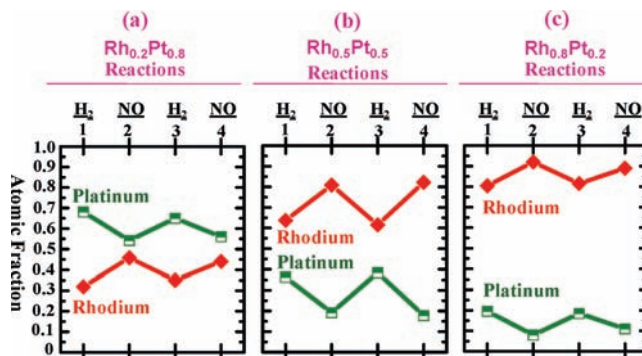 (a)
Rh0.2Pt0.8
Reactions
H2 NO H2 NO
1 2 3 4
(b)
Rh0.5Pt0.5
Reactions
H2 NO H2 NO
1 2 3 4
(c)
Rh0.8Pt0.2
Reactions
H2 NO H2 NO
1 2 3 4
Atomic Fraction
1.0
0.9
0.8
0.7
0.6
0.5
0.4
0.3
0.2
0.1
0
Platinum
Rhodium
Rhodium
Platinum
Rhodium
Platinum